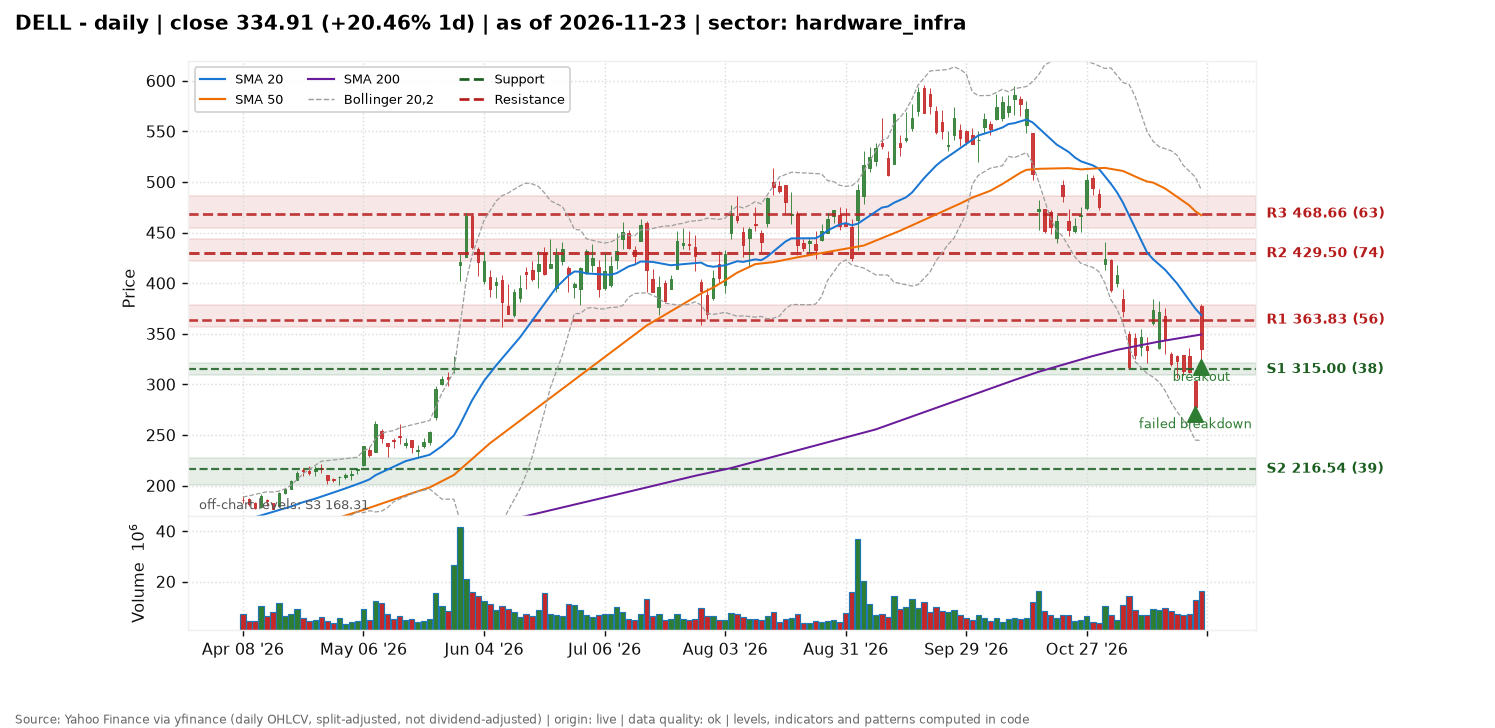 DELL - daily | close 334.91 (+20.46% 1d) | as of 2026-11-23 | sector: hardware_infra
SMA 20
SMA 50
SMA 200
Bollinger 20,2
Support
Resistance
Price
600
550
500
450
400
350
300
250
200
R3 468.66 (63)
R2 429.50 (74)
R1 363.83 (56)
S1 315.00 (38)
S2 216.54 (39)
breakout
failed breakdown
off-chart levels: S3 168.31
Volume 10⁶
40
20
Apr 08 '26
May 06 '26
Jun 04 '26
Jul 06 '26
Aug 03 '26
Aug 31 '26
Sep 29 '26
Oct 27 '26
Source: Yahoo Finance via yfinance (daily OHLCV, split-adjusted, not dividend-adjusted) | origin: live | data quality: ok | levels, indicators and patterns computed in code